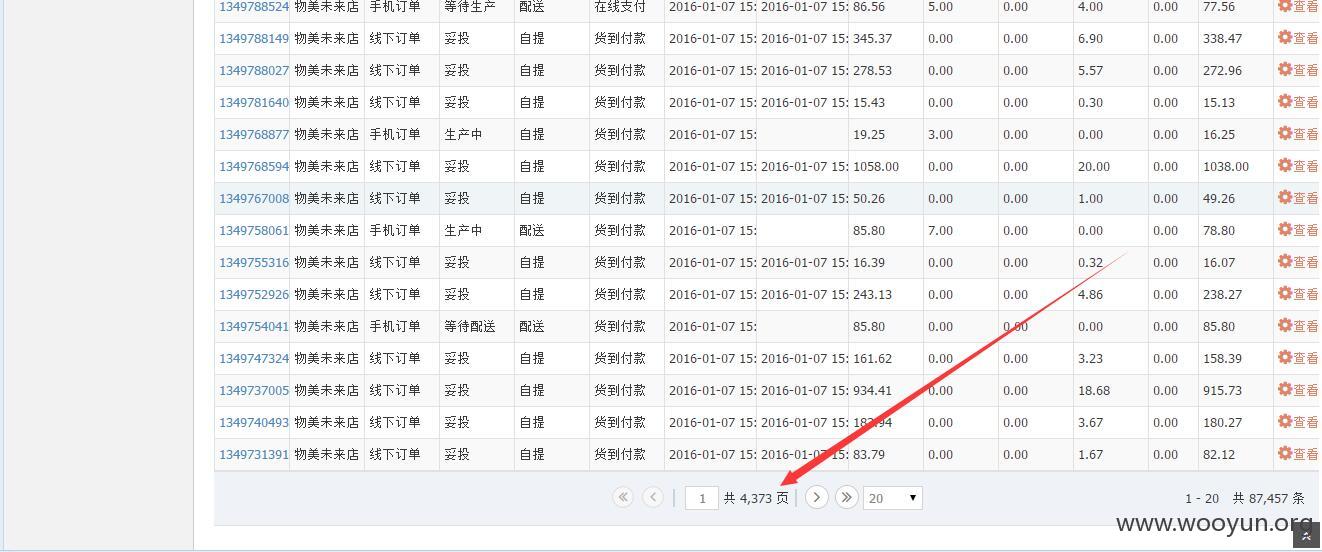 1349788524 物美未来店 手机订单 等待生产 配送 在线支付 2016-01-07 15: 2016-01-07 15: 86.56 5.00 0.00 4.00 0.00 77.56 查看
1349788149 物美未来店 线下订单 妥投 自提 货到付款 2016-01-07 15: 2016-01-07 15: 345.37 0.00 0.00 6.90 0.00 338.47 查看
1349788027 物美未来店 线下订单 妥投 自提 货到付款 2016-01-07 15: 2016-01-07 15: 278.53 0.00 0.00 5.57 0.00 272.96 查看
1349781640 物美未来店 线下订单 妥投 自提 货到付款 2016-01-07 15: 2016-01-07 15: 15.43 0.00 0.00 0.30 0.00 15.13 查看
1349768877 物美未来店 手机订单 生产中 自提 货到付款 2016-01-07 15: 19.25 3.00 0.00 0.00 0.00 16.25 查看
1349768594 物美未来店 线下订单 妥投 自提 货到付款 2016-01-07 15: 2016-01-07 15: 1058.00 0.00 0.00 20.00 0.00 1038.00 查看
1349767008 物美未来店 线下订单 妥投 自提 货到付款 2016-01-07 15: 2016-01-07 15: 50.26 0.00 0.00 1.00 0.00 49.26 查看
1349758061 物美未来店 手机订单 生产中 配送 货到付款 2016-01-07 15: 85.80 7.00 0.00 0.00 0.00 78.80 查看
1349755316 物美未来店 线下订单 妥投 自提 货到付款 2016-01-07 15: 2016-01-07 15: 16.39 0.00 0.00 0.32 0.00 16.07 查看
1349752926 物美未来店 线下订单 妥投 自提 货到付款 2016-01-07 15: 2016-01-07 15: 243.13 0.00 0.00 4.86 0.00 238.27 查看
1349754041 物美未来店 手机订单 等待配送 配送 货到付款 2016-01-07 15: 85.80 0.00 0.00 0.00 0.00 85.80 查看
1349747324 物美未来店 线下订单 妥投 自提 货到付款 2016-01-07 15: 2016-01-07 15: 161.62 0.00 0.00 3.23 0.00 158.39 查看
1349737005 物美未来店 线下订单 妥投 自提 货到付款 2016-01-07 15: 2016-01-07 15: 934.41 0.00 0.00 18.68 0.00 915.73 查看
1349740493 物美未来店 线下订单 妥投 自提 货到付款 2016-01-07 15: 2016-01-07 15: 183.94 0.00 0.00 3.67 0.00 180.27 查看
1349731391 物美未来店 线下订单 妥投 自提 货到付款 2016-01-07 15: 2016-01-07 15: 83.79 0.00 0.00 1.67 0.00 82.12 查看
1 共 4,373 页 20 1 - 20 共 87,457 条
www.wooyun.org